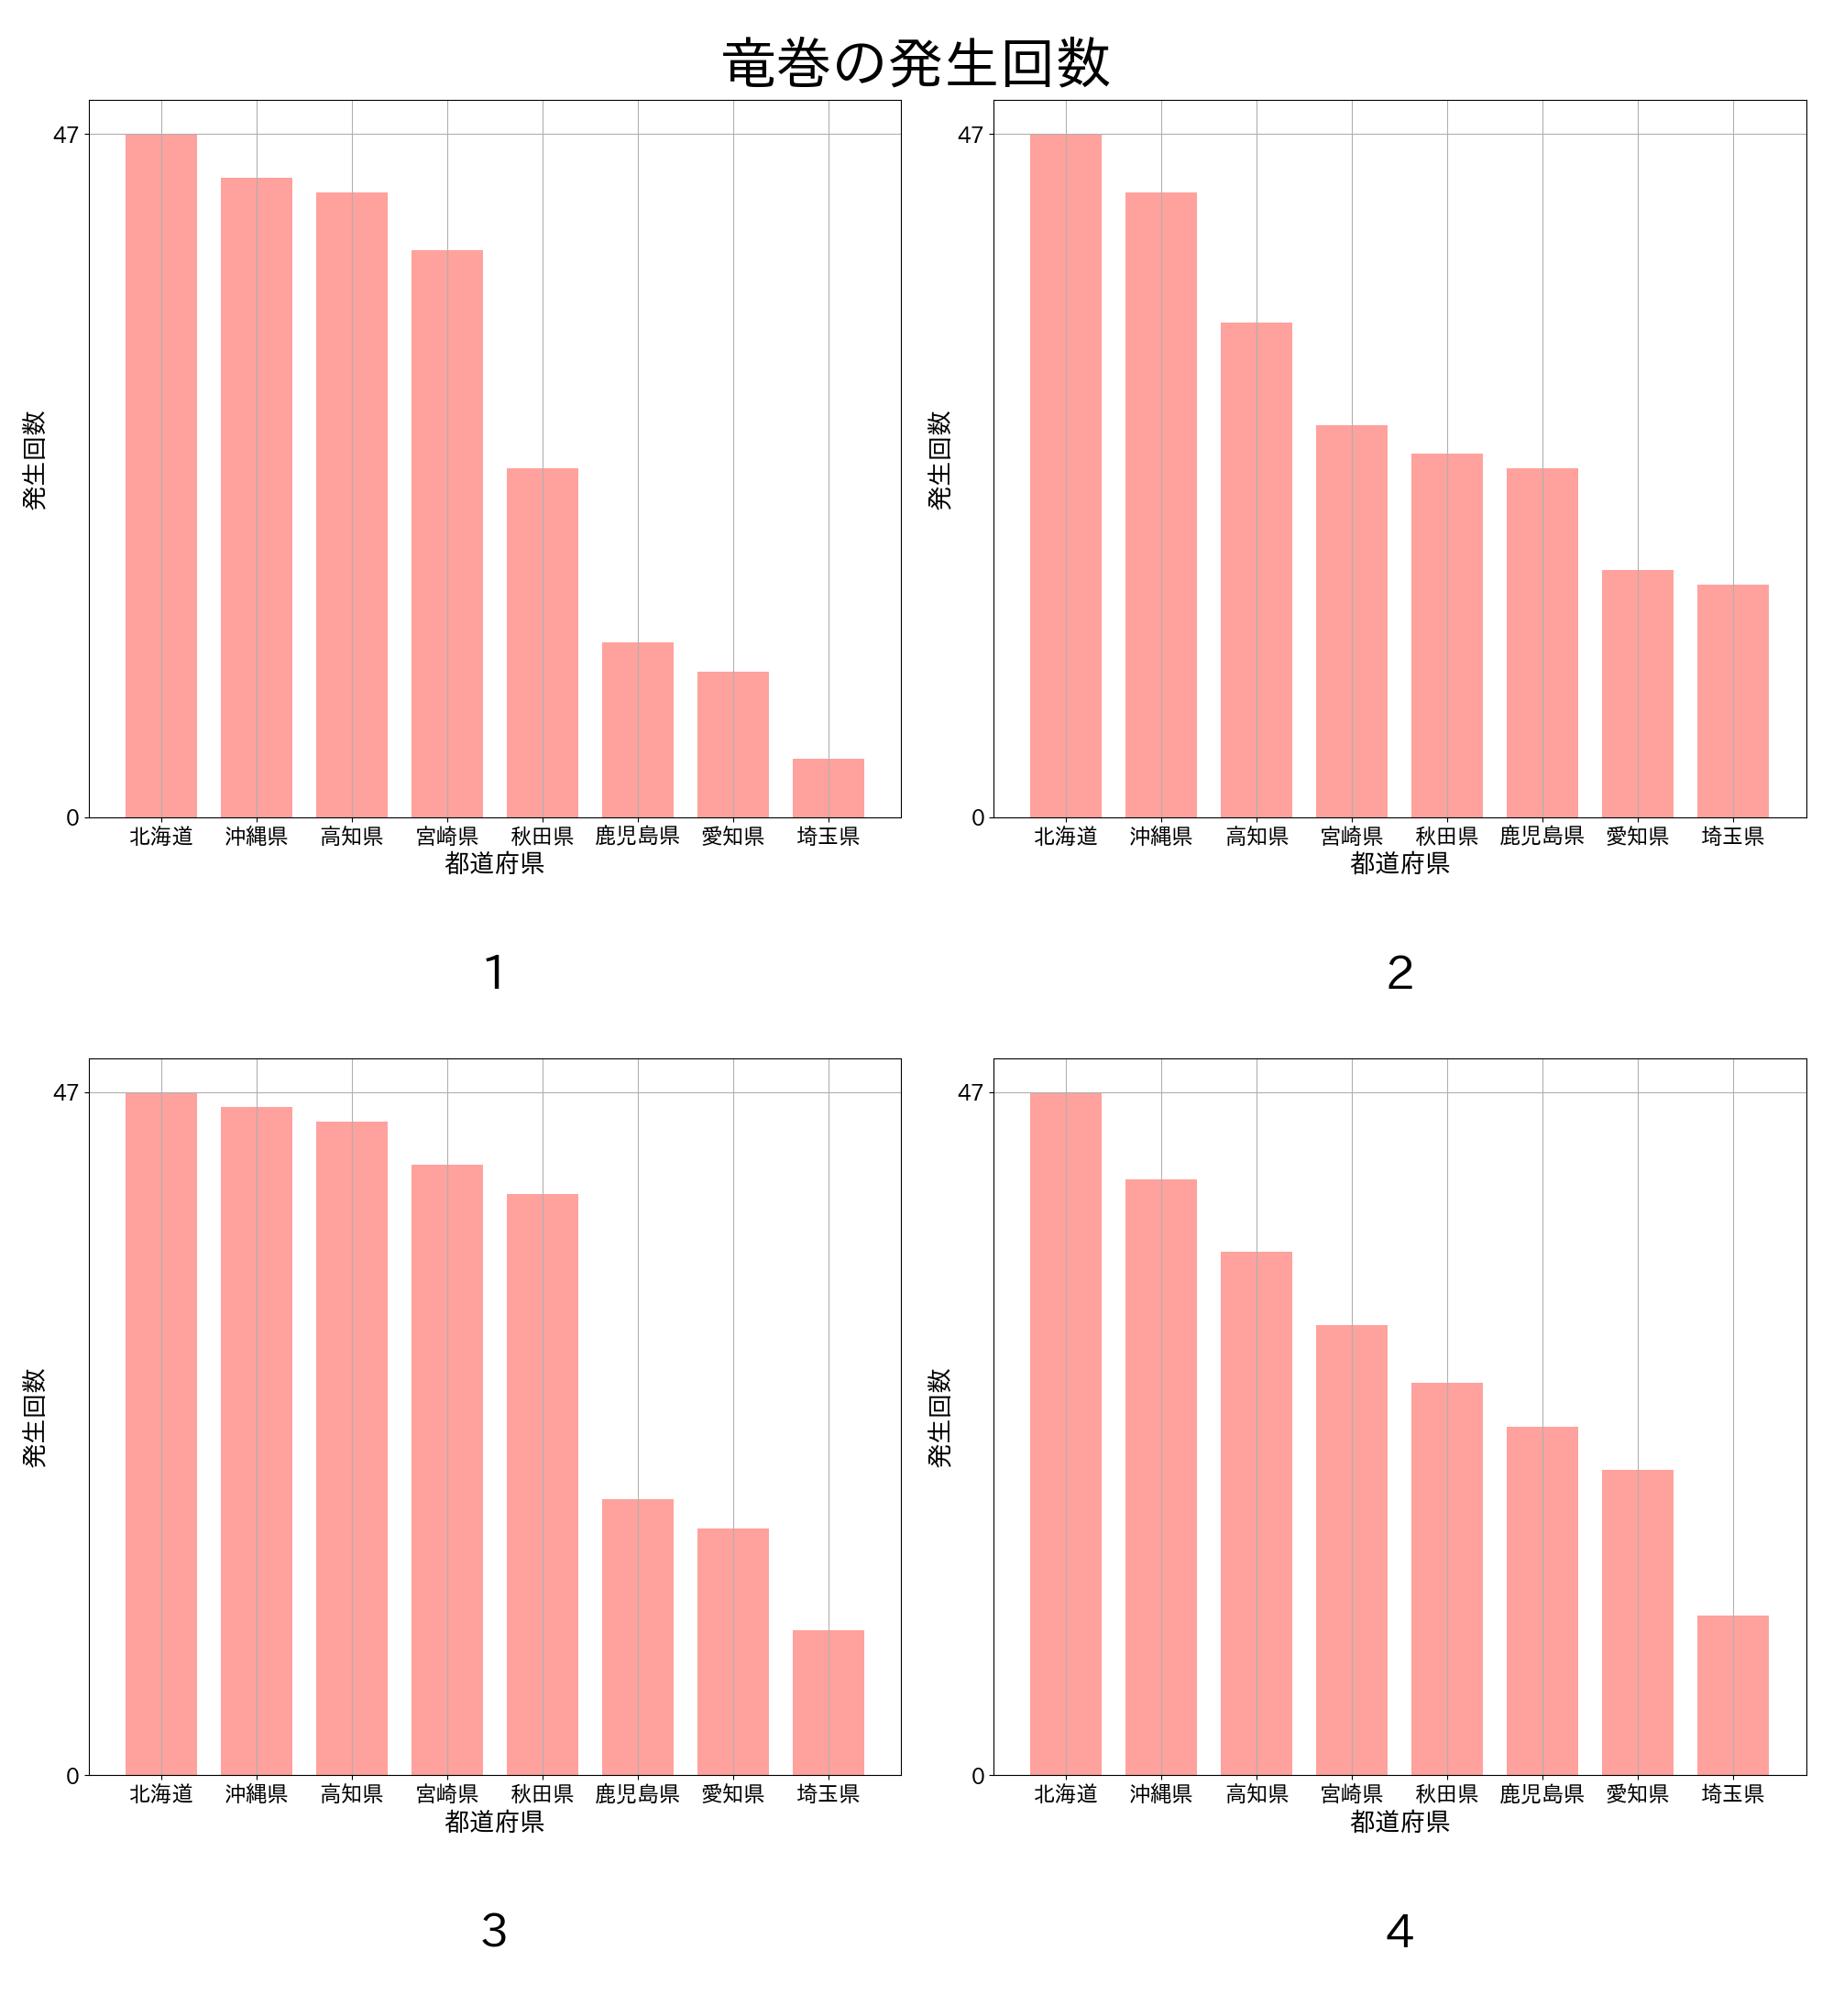 竜巻の発生回数
47
0
発生回数
北海道 沖縄県 高知県 宮崎県 秋田県 鹿児島県 愛知県 埼玉県
都道府県
1
47
0
発生回数
北海道 沖縄県 高知県 宮崎県 秋田県 鹿児島県 愛知県 埼玉県
都道府県
2
47
0
発生回数
北海道 沖縄県 高知県 宮崎県 秋田県 鹿児島県 愛知県 埼玉県
都道府県
3
47
0
発生回数
北海道 沖縄県 高知県 宮崎県 秋田県 鹿児島県 愛知県 埼玉県
都道府県
4